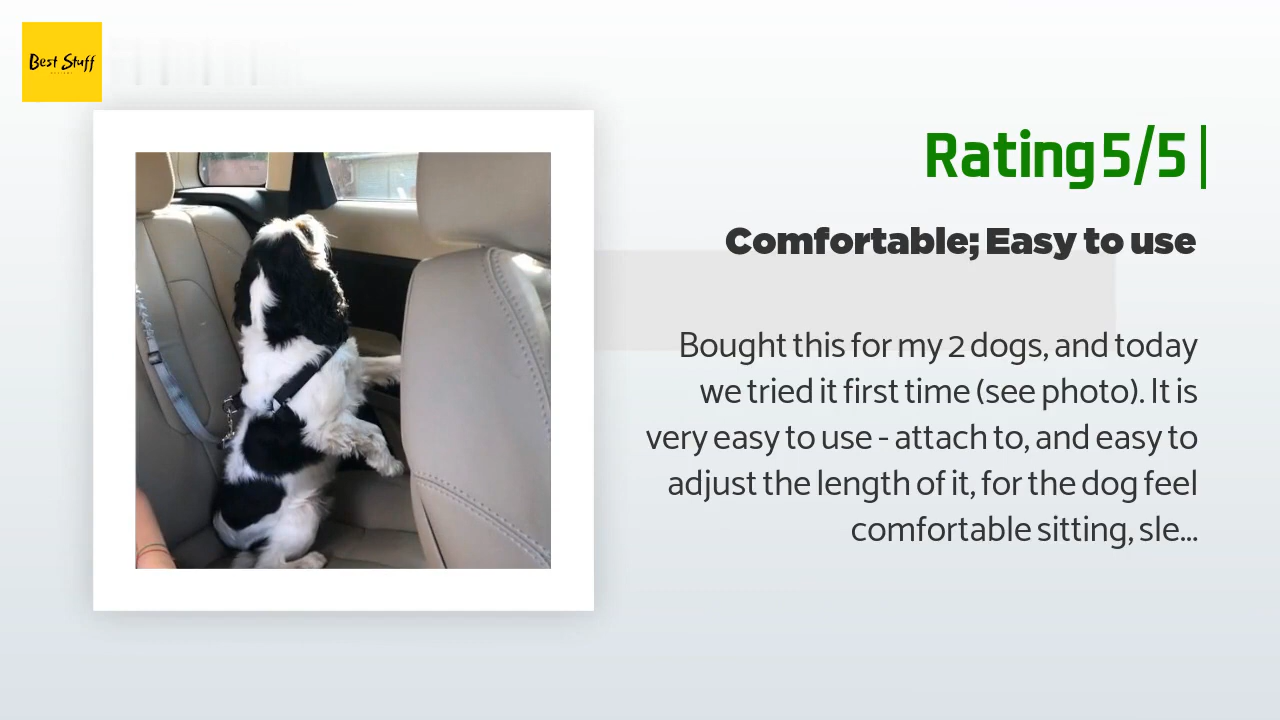 Best Stuff
Rating 5/5 |
Comfortable; Easy to use
Bought this for my 2 dogs, and today
we tried it first time (see photo). It is
very easy to use - attach to, and easy to
adjust the length of it, for the dog feel
comfortable sitting, sle...